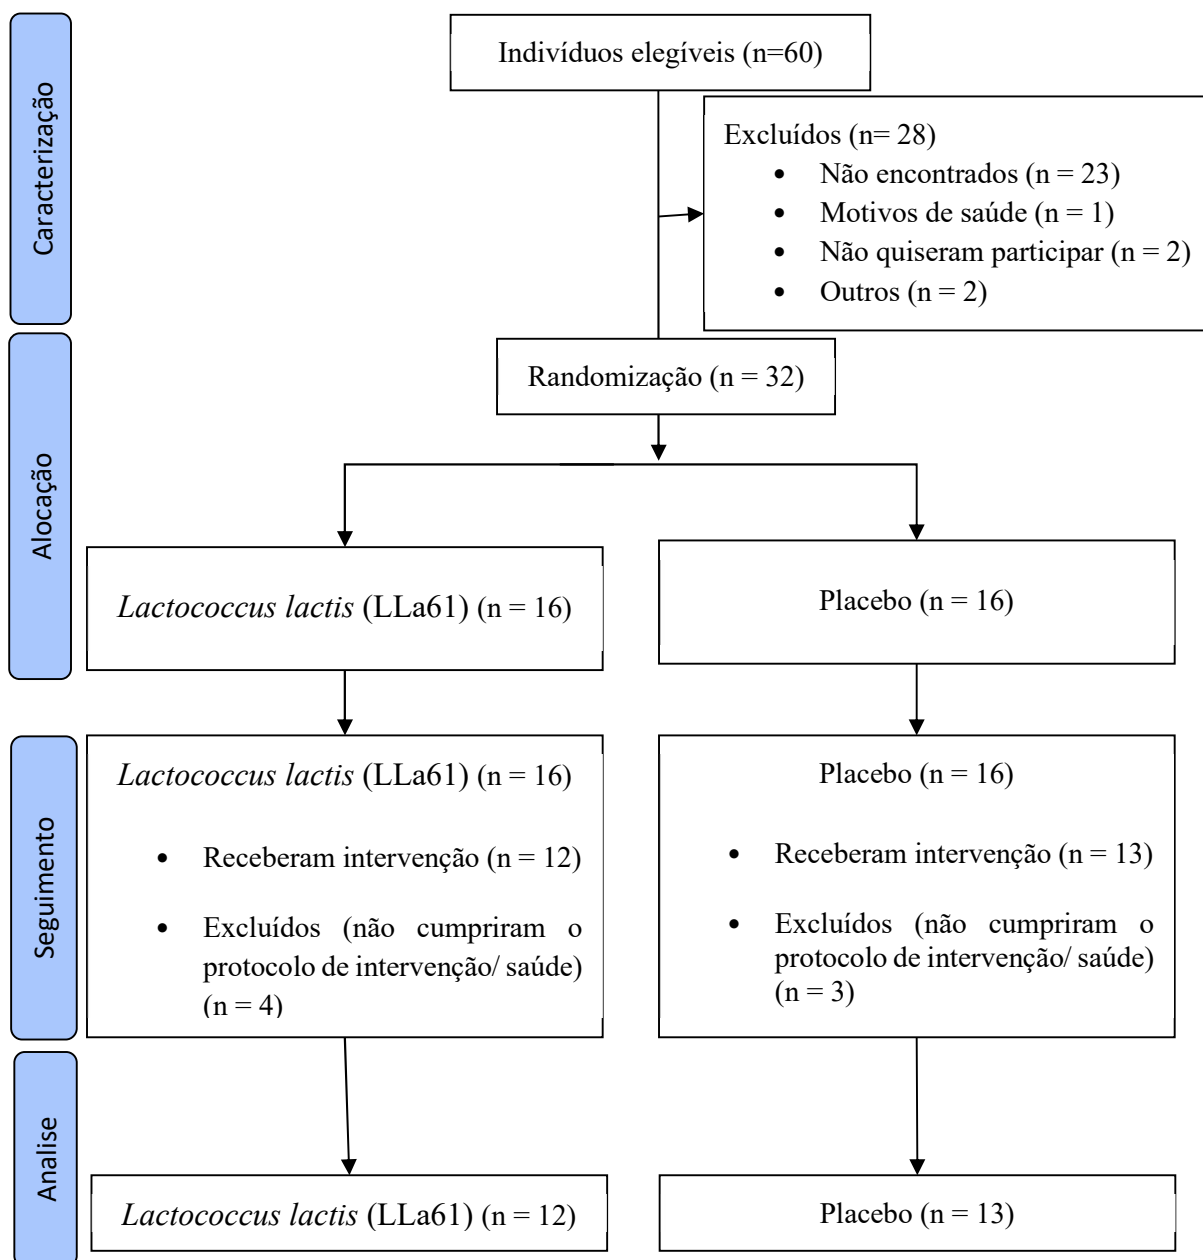 Caracterização
Indivíduos elegíveis (n=60)
Excluídos (n= 28)
• Não encontrados (n = 23)
• Motivos de saúde (n = 1)
• Não quiseram participar (n = 2)
• Outros (n = 2)
Alocação
Randomização (n = 32)
Lactococcus lactis (LLa61) (n = 16)
Placebo (n = 16)
Seguimento
Lactococcus lactis (LLa61) (n = 16)
• Receberam intervenção (n = 12)
• Excluídos (não cumpriram o
protocolo de intervenção/ saúde)
(n = 4)
Placebo (n = 16)
• Receberam intervenção (n = 13)
• Excluídos (não cumpriram o
protocolo de intervenção/ saúde)
(n = 3)
Analise
Lactococcus lactis (LLa61) (n = 12)
Placebo (n = 13)